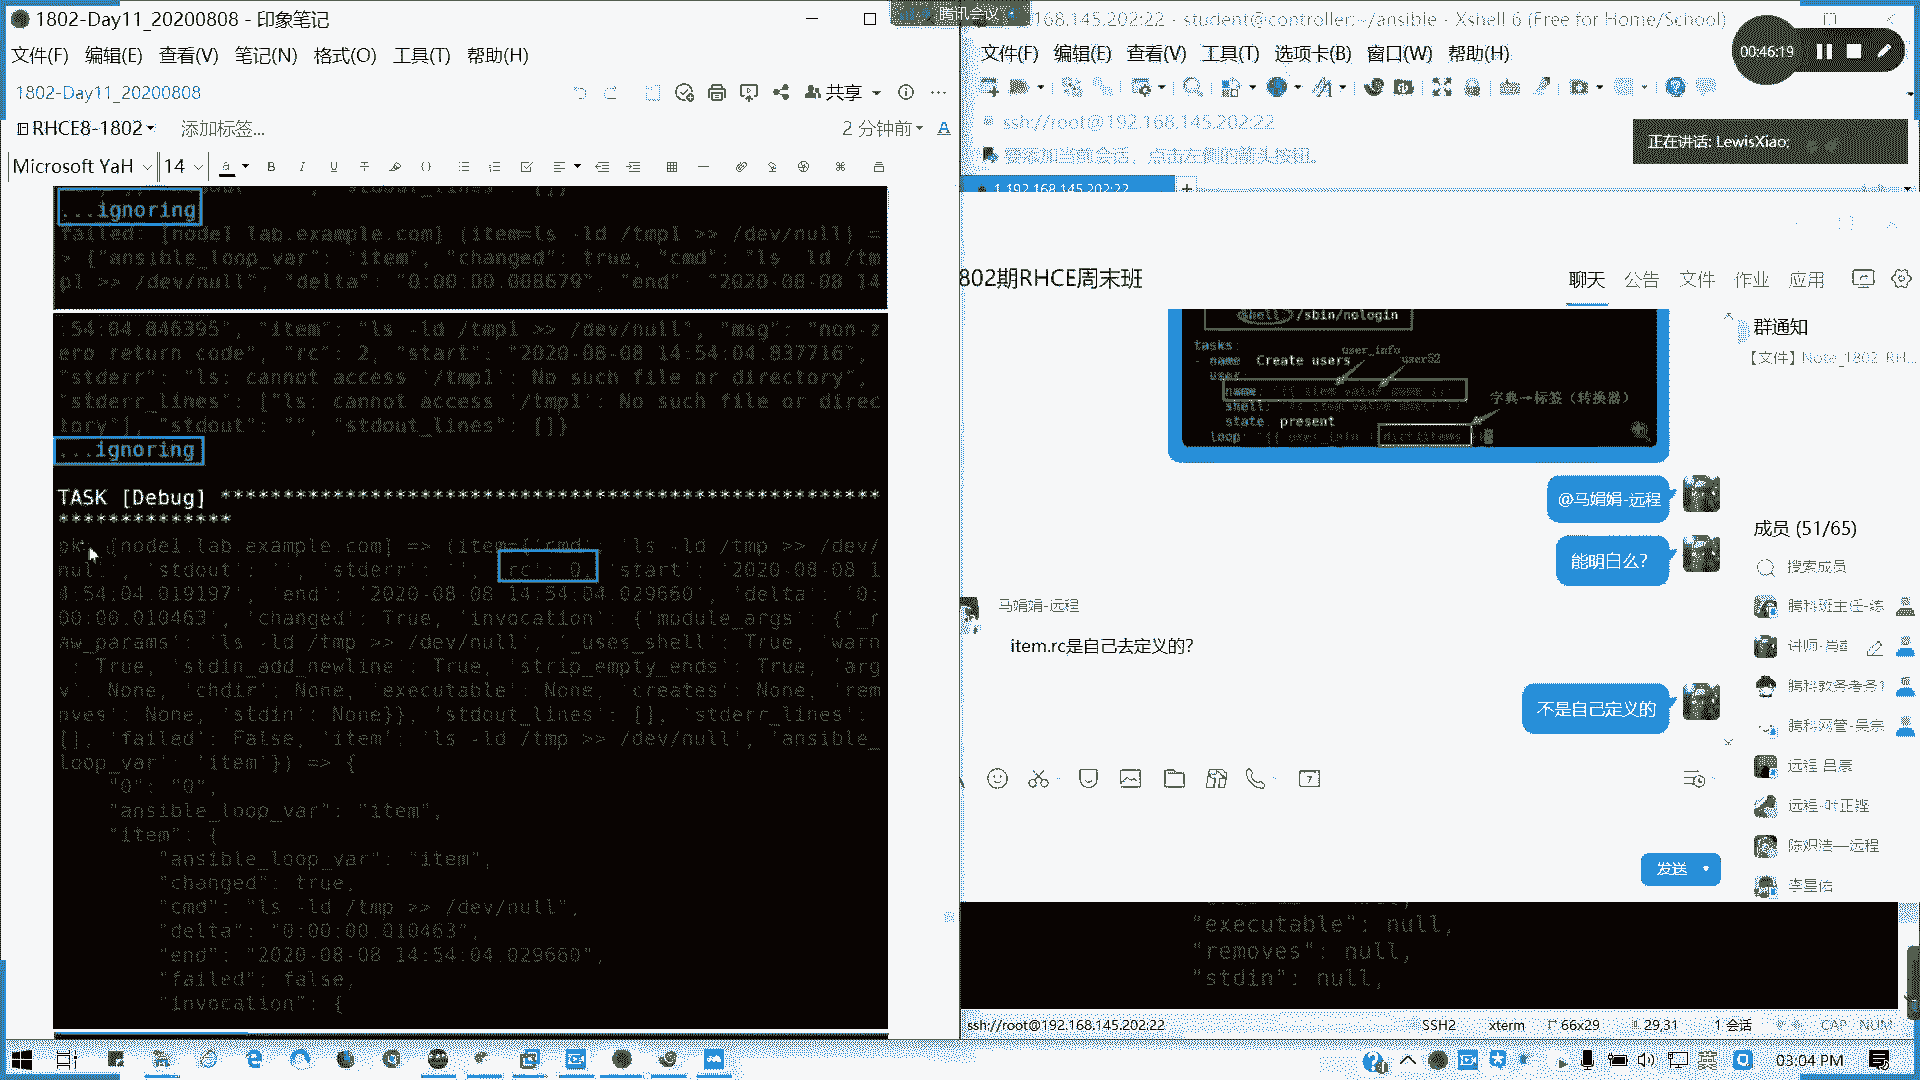 1802-Day11_20200808 - 印象笔记
文件(F) 编辑(E) 查看(V) 笔记(N) 格式(O) 工具(T) 帮助(H)
1802-Day11_20200808
共享
RHCE8-1802
添加标签...
2 分钟前
Microsoft YaH
14
...ignoring
failed: [node1.lab.example.com] (item=ls -ld /tmp1 >> /dev/null) =
> {"ansible_loop_var": "item", "changed": true, "cmd": "ls -ld /tm
p1 >> /dev/null", "delta": "0:00:00.008679", "end": "2020-08-08 14
:54:04.846395", "item": "ls -ld /tmp1 >> /dev/null", "msg": "non-z
ero return code", "rc": 2, "start": "2020-08-08 14:54:04.837716",
"stderr": "ls: cannot access '/tmp1': No such file or directory",
"stderr_lines": ["ls: cannot access '/tmp1': No such file or direc
tory"], "stdout": "", "stdout_lines": []}
...ignoring
TASK [Debug] ***************************************************
**************
ok: [node1.lab.example.com] => (item={'cmd': 'ls -ld /tmp >> /dev/
null', 'stdout': '', 'stderr': '', 'rc': 0, 'start': '2020-08-08 1
4:54:04.019197', 'end': '2020-08-08 14:54:04.029660', 'delta': '0:
00:00.010463', 'changed': True, 'invocation': {'module_args': {'_r
aw_params': 'ls -ld /tmp >> /dev/null', '_uses_shell': True, 'warn
': True, 'stdin_add_newline': True, 'strip_empty_ends': True, 'arg
v': None, 'chdir': None, 'executable': None, 'creates': None, 'rem
oves': None, 'stdin': None}}, 'stdout_lines': [], 'stderr_lines':
[], 'failed': False, 'item': 'ls -ld /tmp >> /dev/null', 'ansible_
loop_var': 'item'}) => {
"0": "0",
"ansible_loop_var": "item",
"item": {
"ansible_loop_var": "item",
"changed": true,
"cmd": "ls -ld /tmp >> /dev/null",
"delta": "0:00:00.010463",
"end": "2020-08-08 14:54:04.029660",
"failed": false,
"invocation": {
腾讯会议
168.145.202:22 - student@controller:~/ansible - Xshell 6 (Free for Home/School)
文件(F) 编辑(E) 查看(V) 工具(T) 选项卡(B) 窗口(W) 帮助(H)
00:46:19
ssh://root@192.168.145.202:22
要添加当前会话，点击左侧的箭头按钮。
正在讲话: LewisXiao;
1 192.168.145.202:22
802期RHCE周末班
聊天 公告 文件 作业 应用
shell: /sbin/nologin
tasks:
- name: Create users
user_info
user52
user:
shell:
state: present
字典→标签（转换器）
@马娟娟-远程
能明白么？
马娟娟-远程
item.rc是自己去定义的？
不是自己定义的
发送
群通知
【文件】Note_1802-RH...
成员 (51/65)
搜索成员
腾科班主任-练
腾科教务考务1
腾科网管-吴宗
远程-叶正铿
陈炽浩—远程
"executable": null,
"removes": null,
"stdin": null,
ssh://root@192.168.145.202:22
SSH2
xterm
66x29
29,31
1 会话
CAP NUM
英
03:04 PM